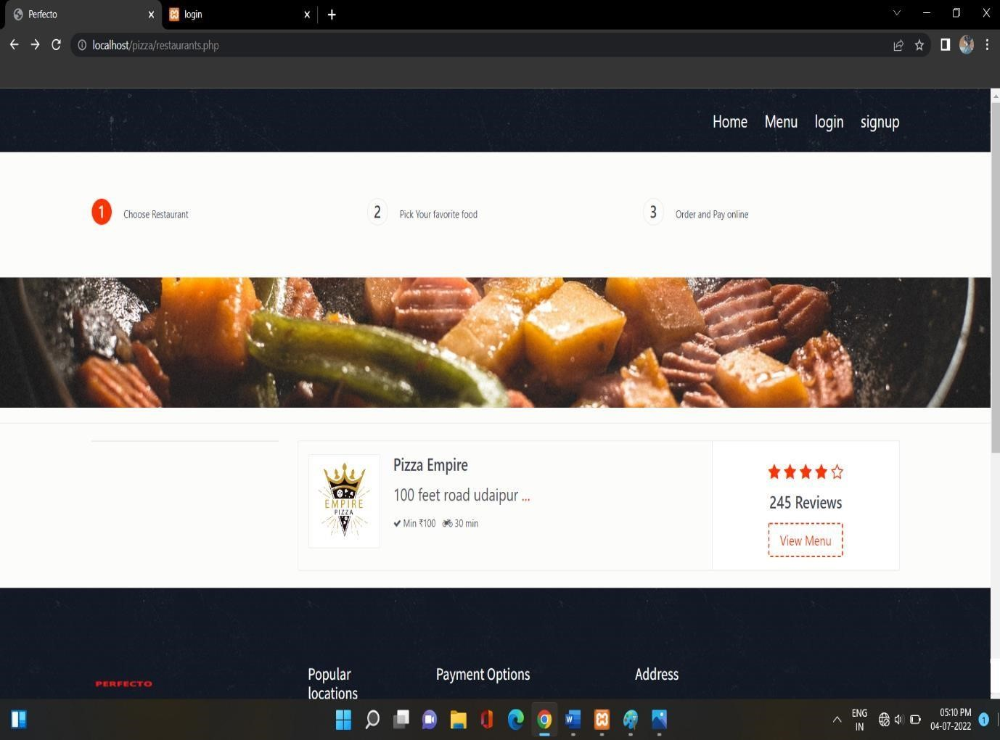 Perfecto
login
localhost/pizza/restaurants.php
Home Menu login signup
1 Choose Restaurant
2 Pick Your favorite food
3 Order and Pay online
EMPIRE
PIZZA
Pizza Empire
100 feet road udaipur ...
Min ₹100 30 min
245 Reviews
View Menu
PERFECTO
Popular
locations
Payment Options
Address
ENG
IN
05:10 PM
04-07-2022
1